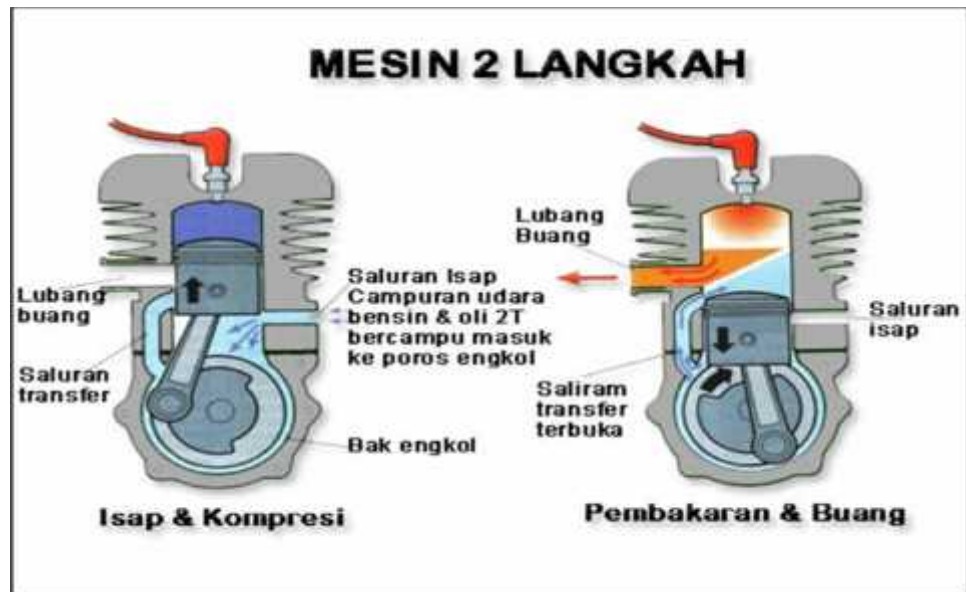 MESIN 2 LANGKAH
Lubang
buang
Saluran
transfer
Saluran Isap
Campuran udara
bensin & oli 2T
bercampu masuk
ke poros engkol
Bak engkol
Isap & Kompresi
Lubang
Buang
Saluran
isap
Saliram
transfer
terbuka
Pembakaran & Buang